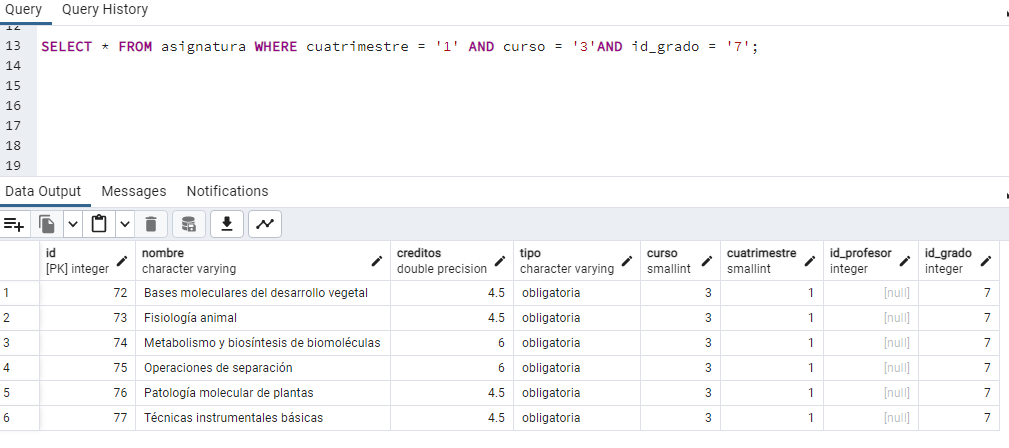 Query Query History
12
13 SELECT * FROM asignatura WHERE cuatrimestre = '1' AND curso = '3'AND id_grado = '7';
14
15
16
17
18
19
Data Output Messages Notifications
id nombre creditos tipo curso cuatrimestre id_profesor id_grado
[PK] integer character varying double precision character varying smallint smallint integer integer
1 72 Bases moleculares del desarrollo vegetal 4.5 obligatoria 3 1 [null] 7
2 73 Fisiología animal 4.5 obligatoria 3 1 [null] 7
3 74 Metabolismo y biosíntesis de biomoléculas 6 obligatoria 3 1 [null] 7
4 75 Operaciones de separación 6 obligatoria 3 1 [null] 7
5 76 Patología molecular de plantas 4.5 obligatoria 3 1 [null] 7
6 77 Técnicas instrumentales básicas 4.5 obligatoria 3 1 [null] 7